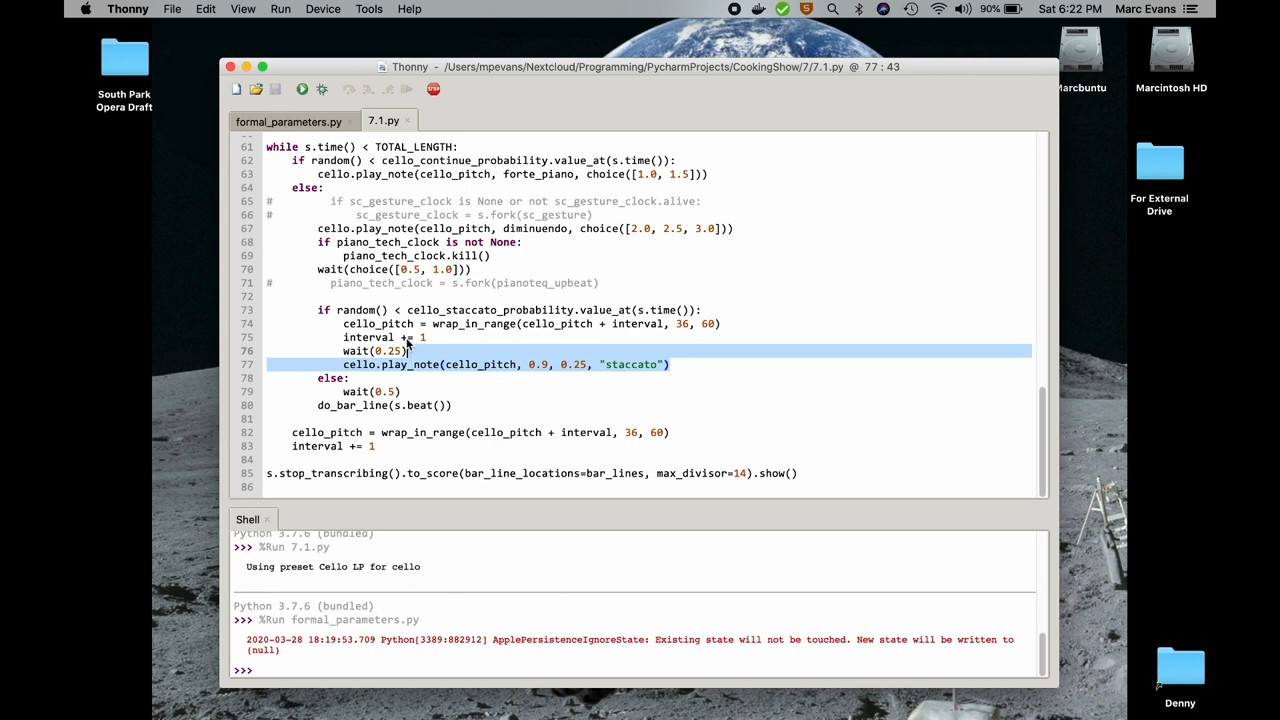 Thonny File Edit View Run Device Tools Help 90% Sat 6:22 PM Marc Evans
Thonny - /Users/mpevans/Nextcloud/Programming/PycharmProjects/CookingShow/7/7.1.py @ 77 : 43
South Park
Opera Draft
Marcbuntu
Marcintosh HD
For External
Drive
Denny
STOP
formal_parameters.py
7.1.py
61 while s.time() < TOTAL_LENGTH:
62 if random() < cello_continue_probability.value_at(s.time()):
63 cello.play_note(cello_pitch, forte_piano, choice([1.0, 1.5]))
64 else:
65 # if sc_gesture_clock is None or not sc_gesture_clock.alive:
66 # sc_gesture_clock = s.fork(sc_gesture)
67 cello.play_note(cello_pitch, diminuendo, choice([2.0, 2.5, 3.0]))
68 if piano_tech_clock is not None:
69 piano_tech_clock.kill()
70 wait(choice([0.5, 1.0]))
71 # piano_tech_clock = s.fork(pianoteq_upbeat)
72
73 if random() < cello_staccato_probability.value_at(s.time()):
74 cello_pitch = wrap_in_range(cello_pitch + interval, 36, 60)
75 interval += 1
76 wait(0.25)
77 cello.play_note(cello_pitch, 0.9, 0.25, "staccato")
78 else:
79 wait(0.5)
80 do_bar_line(s.beat())
81
82 cello_pitch = wrap_in_range(cello_pitch + interval, 36, 60)
83 interval += 1
84
85 s.stop_transcribing().to_score(bar_line_locations=bar_lines, max_divisor=14).show()
86
Shell
Python 3.7.6 (bundled)
>>> %Run 7.1.py
Using preset Cello LP for cello
Python 3.7.6 (bundled)
>>> %Run formal_parameters.py
2020-03-28 18:19:53.709 Python[3389:882912] ApplePersistenceIgnoreState: Existing state will not be touched. New state will be written to
(null)
>>>